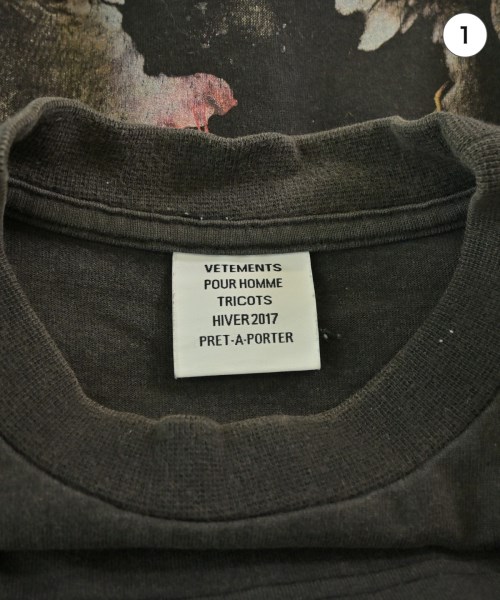 1
VETEMENTS
POUR HOMME
TRICOTS
HIVER 2017
PRET-A-PORTER